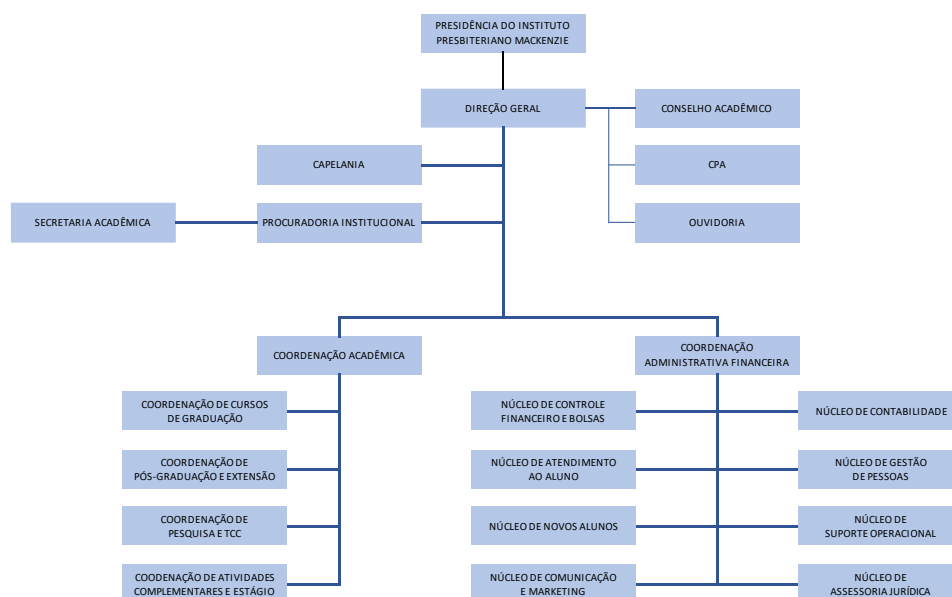 PRESIDÊNCIA DO INSTITUTO
PRESBITERIANO MACKENZIE
DIREÇÃO GERAL
CONSELHO ACADÊMICO
CAPELANIA
CPA
SECRETARIA ACADÊMICA
PROCURADORIA INSTITUCIONAL
OUVIDORIA
COORDENAÇÃO ACADÊMICA
COORDENAÇÃO
ADMINISTRATIVA FINANCEIRA
COORDENAÇÃO DE CURSOS
DE GRADUAÇÃO
NÚCLEO DE CONTROLE
FINANCEIRO E BOLSAS
NÚCLEO DE CONTABILIDADE
COORDENAÇÃO DE
PÓS-GRADUAÇÃO E EXTENSÃO
NÚCLEO DE ATENDIMENTO
AO ALUNO
NÚCLEO DE GESTÃO
DE PESSOAS
COORDENAÇÃO DE
PESQUISA E TCC
NÚCLEO DE NOVOS ALUNOS
NÚCLEO DE
SUPORTE OPERACIONAL
COODENAÇÃO DE ATIVIDADES
COMPLEMENTARES E ESTÁGIO
NÚCLEO DE COMUNICAÇÃO
E MARKETING
NÚCLEO DE
ASSESSORIA JURÍDICA